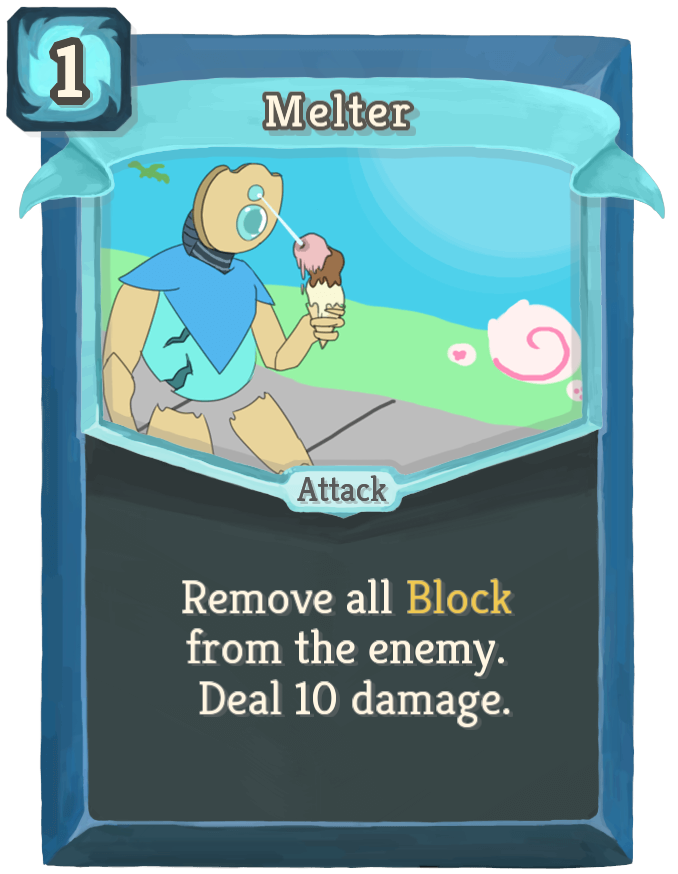 1
Melter
Attack
Remove all Block
from the enemy.
Deal 10 damage.